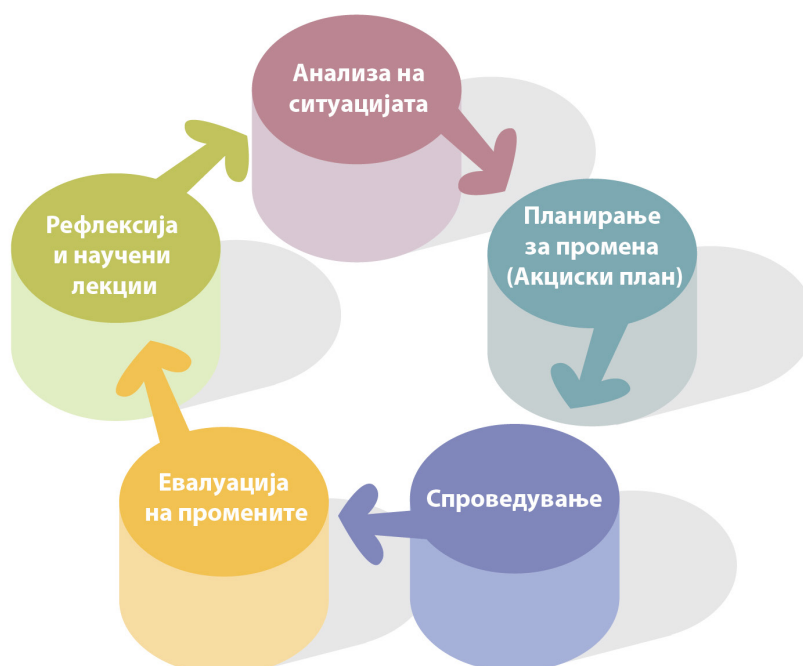 Анализа на
ситуацијата
Планирање
за промена
(Акциски план)
Спроведување
Евалуација
на промените
Рефлексија
и научени
лекции